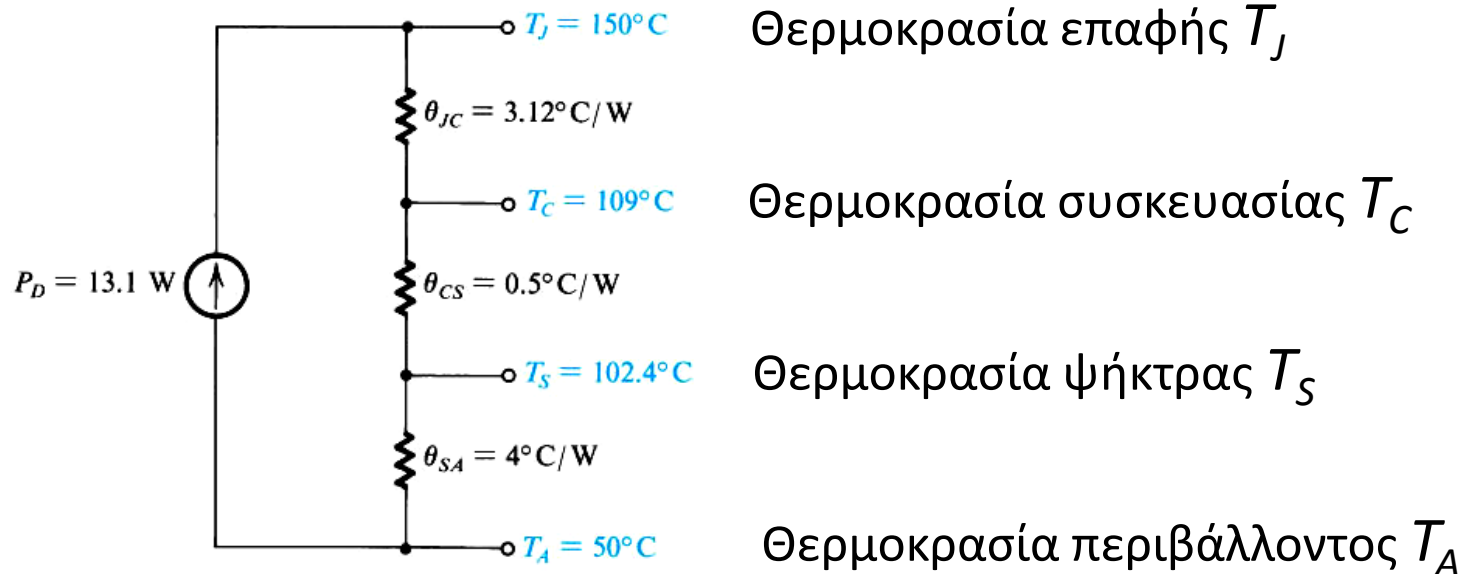 T_J = 150°C Θερμοκρασία επαφής T_J
θ_JC = 3.12°C/W
T_C = 109°C Θερμοκρασία συσκευασίας T_C
P_D = 13.1 W θ_CS = 0.5°C/W
T_S = 102.4°C Θερμοκρασία ψήκτρας T_S
θ_SA = 4°C/W
T_A = 50°C Θερμοκρασία περιβάλλοντος T_A